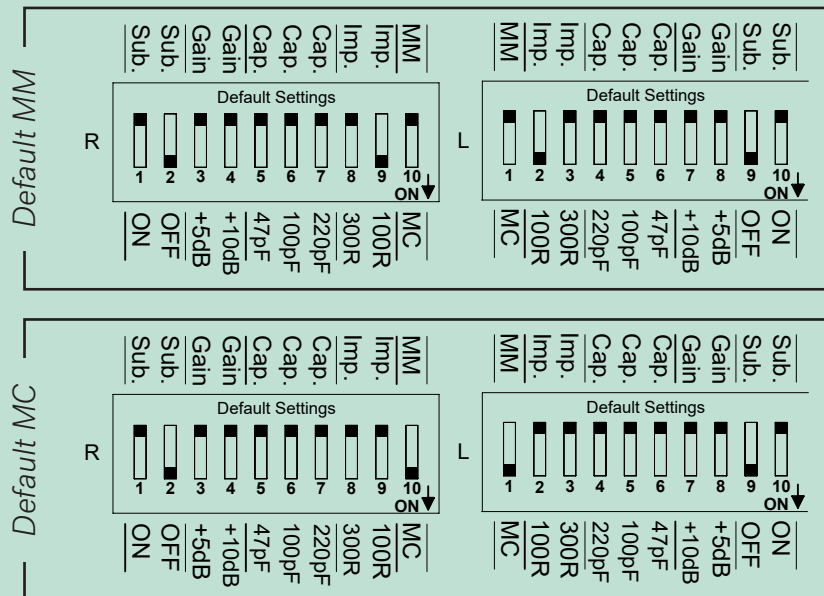 Default MM
Sub. Sub. Gain Gain Cap. Cap. Cap. Imp. Imp. MM
Default Settings
R
1 2 3 4 5 6 7 8 9 10
ON
ON OFF +5dB +10dB 47pF 100pF 220pF 300R 100R MC
MM Imp. Imp. Cap. Cap. Cap. Gain Gain Sub. Sub.
Default Settings
L
1 2 3 4 5 6 7 8 9 10
ON
MC 100R 300R 220pF 100pF 47pF +10dB +5dB OFF ON
Default MC
Sub. Sub. Gain Gain Cap. Cap. Cap. Imp. Imp. MM
Default Settings
R
1 2 3 4 5 6 7 8 9 10
ON
ON OFF +5dB +10dB 47pF 100pF 220pF 300R 100R MC
MM Imp. Imp. Cap. Cap. Cap. Gain Gain Sub. Sub.
Default Settings
L
1 2 3 4 5 6 7 8 9 10
ON
MC 100R 300R 220pF 100pF 47pF +10dB +5dB OFF ON